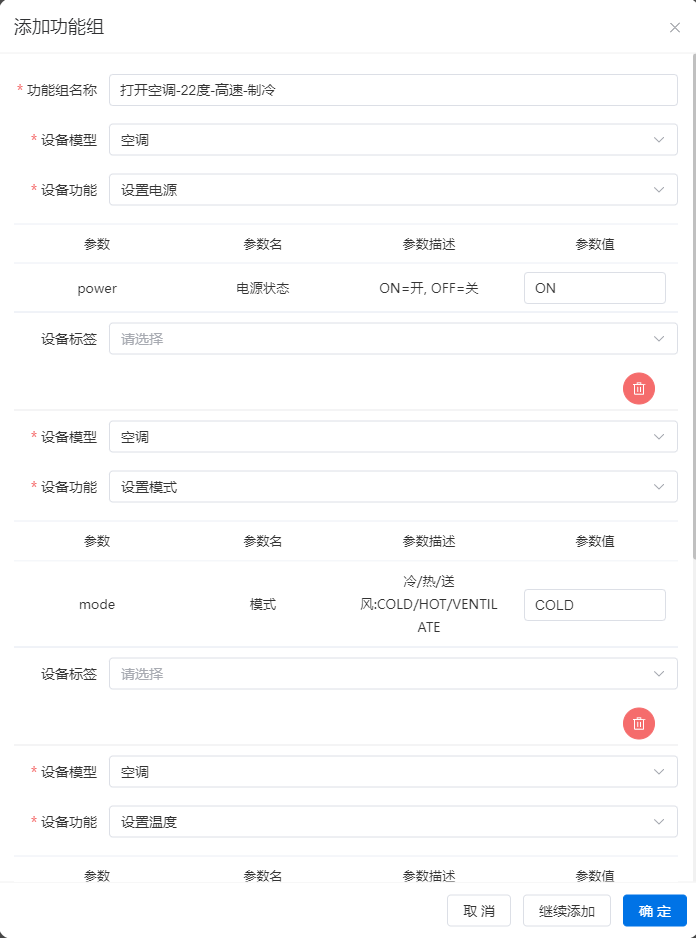 添加功能组
* 功能组名称 打开空调-22度-高速-制冷
* 设备模型 空调
* 设备功能 设置电源
参数 参数名 参数描述 参数值
power 电源状态 ON=开, OFF=关 ON
设备标签 请选择
* 设备模型 空调
* 设备功能 设置模式
参数 参数名 参数描述 参数值
冷/热/送
mode 模式 风:COLD/HOT/VENTIL COLD
ATE
设备标签 请选择
* 设备模型 空调
* 设备功能 设置温度
参数 参数名 参数描述 参数值
取 消 继续添加 确 定